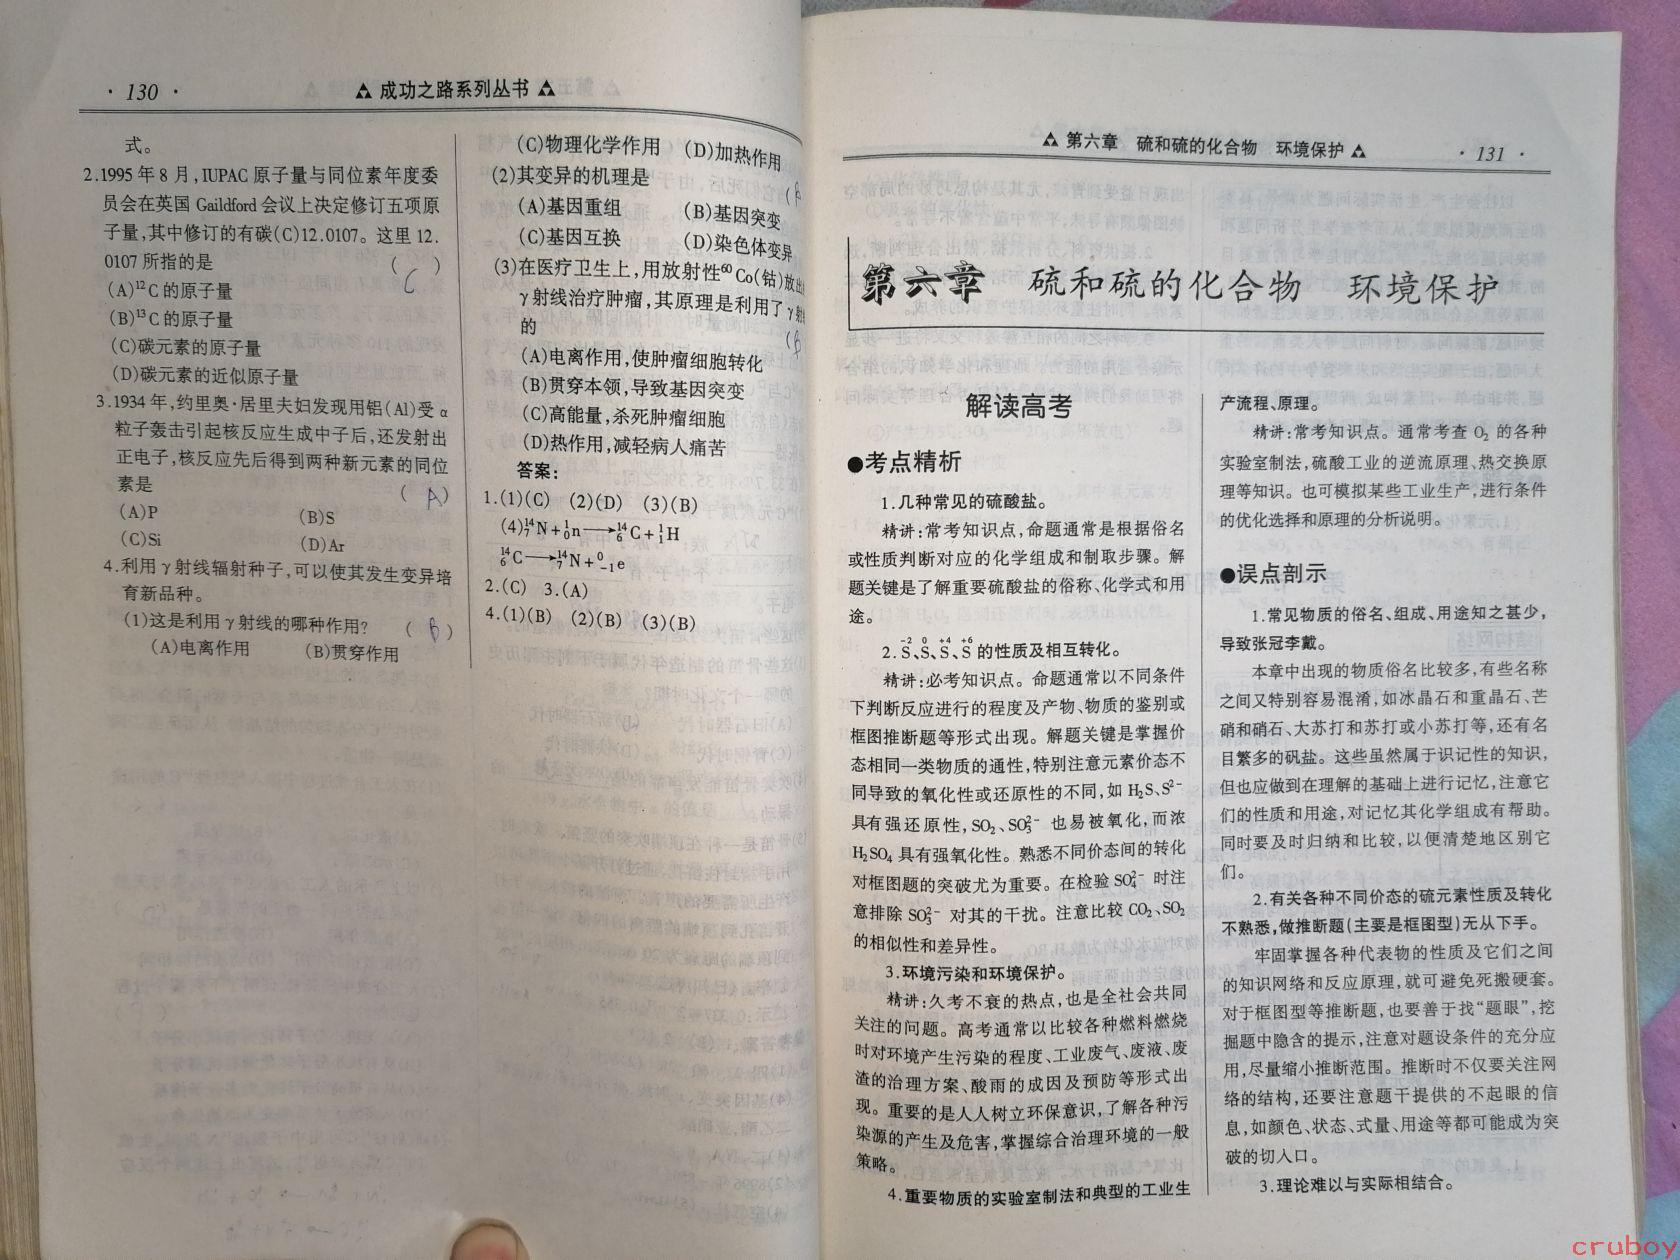 · 130 ·
成功之路系列丛书
式。
2.1995年8月,IUPAC原子量与同位素年度委
员会在英国Gaildford会议上决定修订五项原
子量,其中修订的有碳(C)12.0107。这里12.
0107所指的是 ( )
C
(A)¹²C的原子量
(B)¹³C的原子量
(C)碳元素的原子量
(D)碳元素的近似原子量
3.1934年,约里奥·居里夫妇发现用铝(Al)受α
粒子轰击引起核反应生成中子后,还发射出
正电子,核反应先后得到两种新元素的同位
素是 (A)
(A)P (B)S
(C)Si (D)Ar
4.利用γ射线辐射种子,可以使其发生变异培
育新品种。
(1)这是利用γ射线的哪种作用? (B)
(A)电离作用 (B)贯穿作用
(C)物理化学作用 (D)加热作用
(2)其变异的机理是
(A)基因重组 (B)基因突变
(C)基因互换 (D)染色体变异
(3)在医疗卫生上,用放射性⁶⁰Co(钴)放出
γ射线治疗肿瘤,其原理是利用了γ射线
的 (B
(A)电离作用,使肿瘤细胞转化
(B)贯穿本领,导致基因突变
(C)高能量,杀死肿瘤细胞
(D)热作用,减轻病人痛苦
答案:
1.(1)(C) (2)(D) (3)(B)
(4)¹⁴₇N+¹₀n⟶¹⁴₆C+¹₁H
¹⁴₆C⟶¹⁴₇N+⁰₋₁e
2.(C) 3.(A)
4.(1)(B) (2)(B) (3)(B)
第六章 硫和硫的化合物 环境保护
· 131 ·
第六章 硫和硫的化合物 环境保护
解读高考
●考点精析
1.几种常见的硫酸盐。
精讲:常考知识点,命题通常是根据俗名
或性质判断对应的化学组成和制取步骤。解
题关键是了解重要硫酸盐的俗称、化学式和用
途。
2.S⁻²、S⁰、S⁺⁴、S⁺⁶的性质及相互转化。
精讲:必考知识点。命题通常以不同条件
下判断反应进行的程度及产物、物质的鉴别或
框图推断题等形式出现。解题关键是掌握价
态相同一类物质的通性,特别注意元素价态不
同导致的氧化性或还原性的不同,如H₂S、S²⁻
具有强还原性,SO₂、SO₃²⁻也易被氧化,而浓
H₂SO₄具有强氧化性。熟悉不同价态间的转化
对框图题的突破尤为重要。在检验SO₄²⁻时注
意排除SO₃²⁻对其的干扰。注意比较CO₂、SO₂
的相似性和差异性。
3.环境污染和环境保护。
精讲:久考不衰的热点,也是全社会共同
关注的问题。高考通常以比较各种燃料燃烧
时对环境产生污染的程度、工业废气、废液、废
渣的治理方案、酸雨的成因及预防等形式出
现。重要的是人人树立环保意识,了解各种污
染源的产生及危害,掌握综合治理环境的一般
策略。
4.重要物质的实验室制法和典型的工业生
产流程、原理。
精讲:常考知识点。通常考查O₂的各种
实验室制法,硫酸工业的逆流原理、热交换原
理等知识。也可模拟某些工业生产,进行条件
的优化选择和原理的分析说明。
●误点剖示
1.常见物质的俗名、组成、用途知之甚少,
导致张冠李戴。
本章中出现的物质俗名比较多,有些名称
之间又特别容易混淆,如冰晶石和重晶石、芒
硝和硝石、大苏打和苏打或小苏打等,还有名
目繁多的矾盐。这些虽然属于识记性的知识,
但也应做到在理解的基础上进行记忆,注意它
们的性质和用途,对记忆其化学组成有帮助。
同时要及时归纳和比较,以便清楚地区别它
们。
2.有关各种不同价态的硫元素性质及转化
不熟悉,做推断题(主要是框图型)无从下手。
牢固掌握各种代表物的性质及它们之间
的知识网络和反应原理,就可避免死搬硬套。
对于框图型等推断题,也要善于找“题眼”,挖
掘题中隐含的提示,注意对题设条件的充分应
用,尽量缩小推断范围。推断时不仅要关注网
络的结构,还要注意题干提供的不起眼的信
息,如颜色、状态、式量、用途等都可能成为突
破的切入口。
3.理论难以与实际相结合。
cruboy